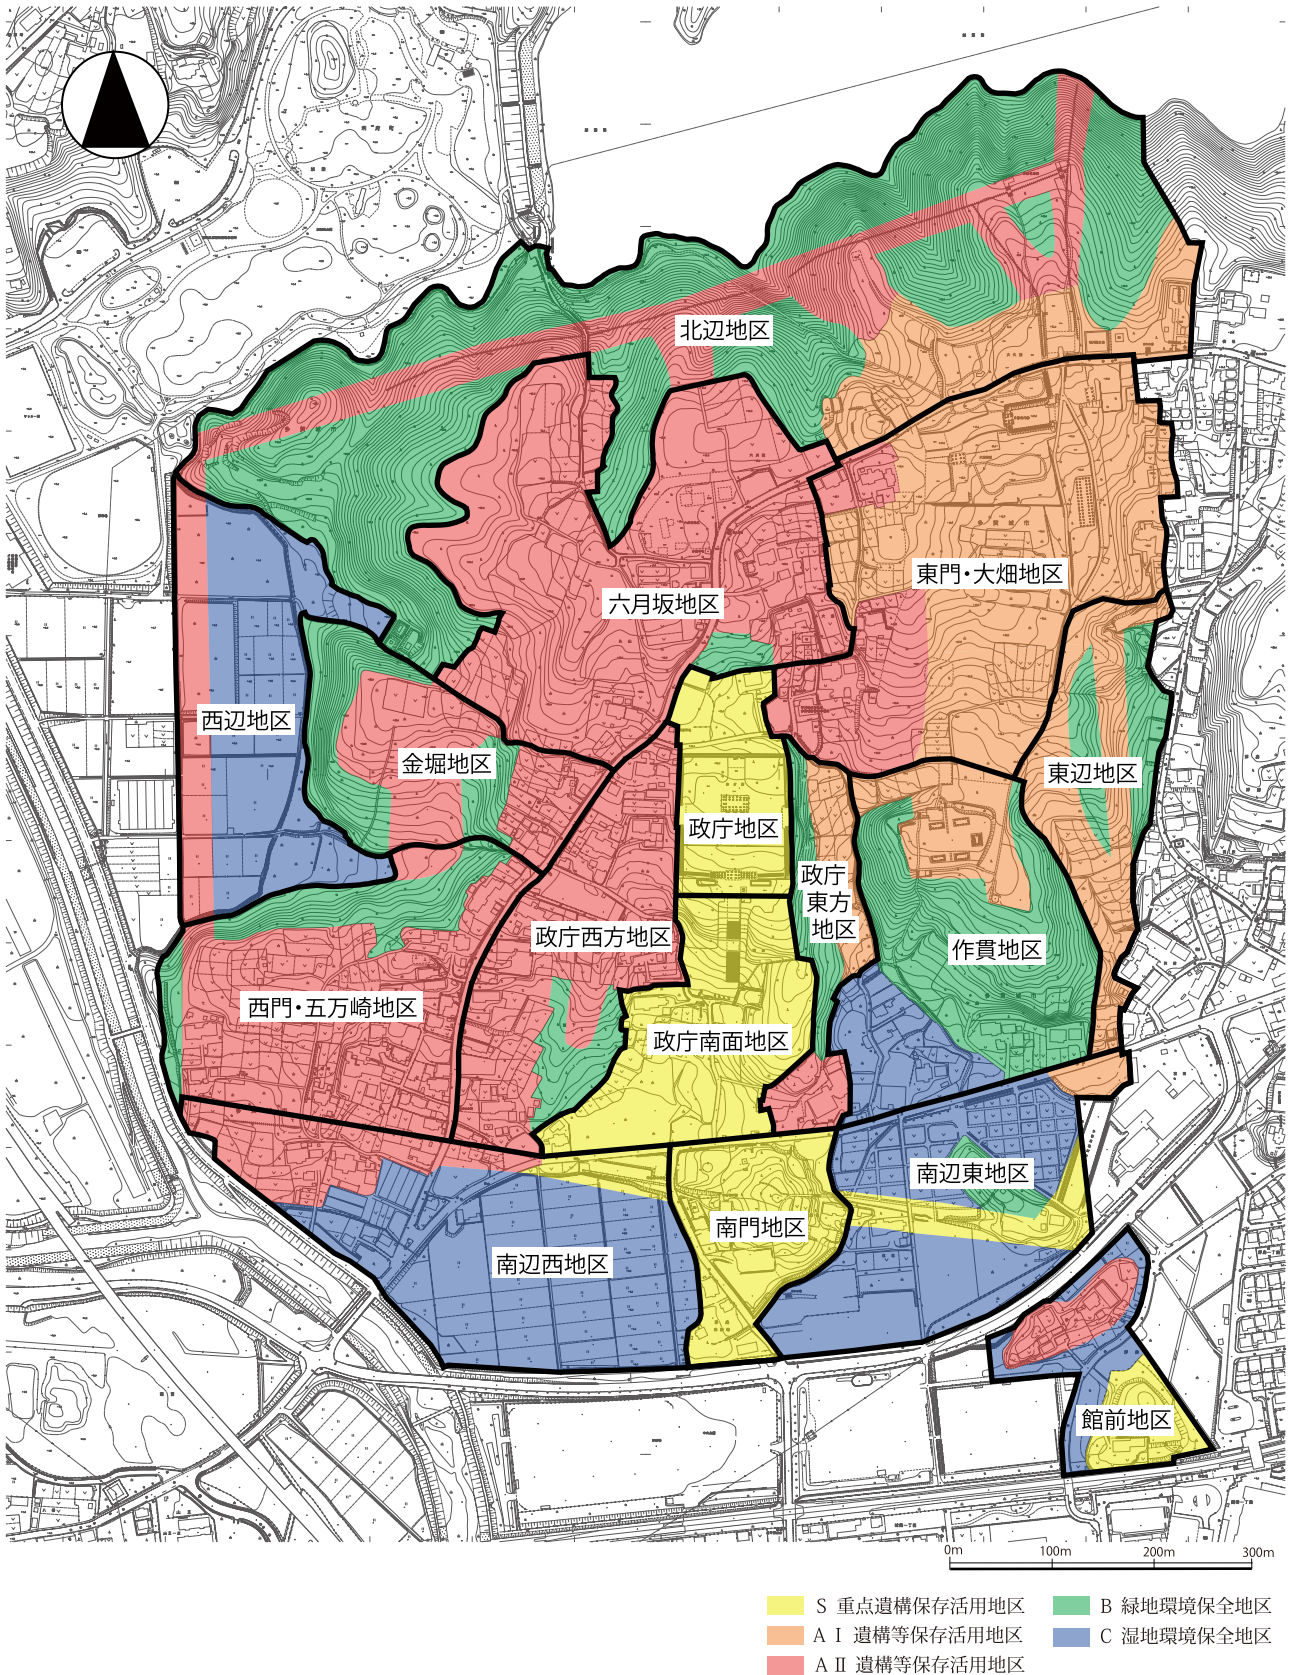 北辺地区
東門・大畑地区
六月坂地区
西辺地区
金堀地区
東辺地区
政庁地区
政庁
東方
地区
政庁西方地区
作貫地区
西門・五万崎地区
政庁南面地区
南辺東地区
南門地区
南辺西地区
館前地区
0m 100m 200m 300m
S 重点遺構保存活用地区
A I 遺構等保存活用地区
A II 遺構等保存活用地区
B 緑地環境保全地区
C 湿地環境保全地区